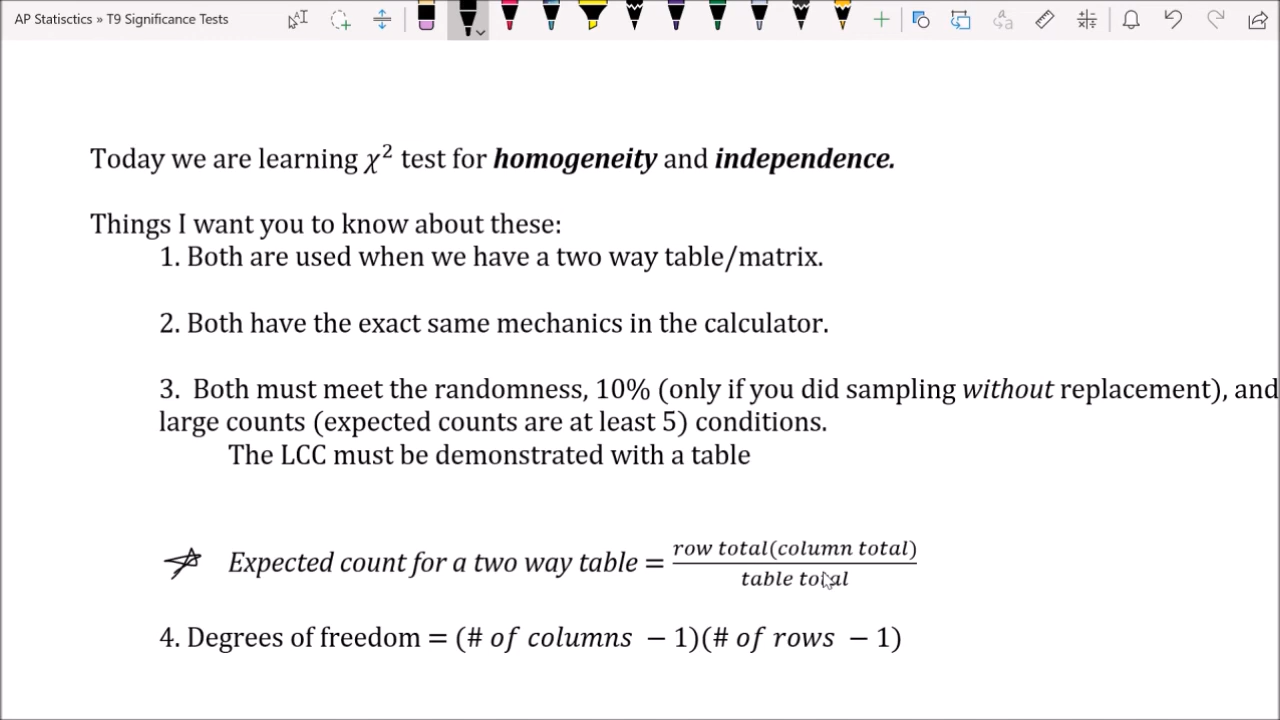 AP Statisctics » T9 Significance Tests
Today we are learning χ² test for homogeneity and independence.
Things I want you to know about these:
1. Both are used when we have a two way table/matrix.
2. Both have the exact same mechanics in the calculator.
3. Both must meet the randomness, 10% (only if you did sampling without replacement), and
large counts (expected counts are at least 5) conditions.
The LCC must be demonstrated with a table
Expected count for a two way table = row total(column total)
table total
4. Degrees of freedom = (# of columns − 1)(# of rows − 1)